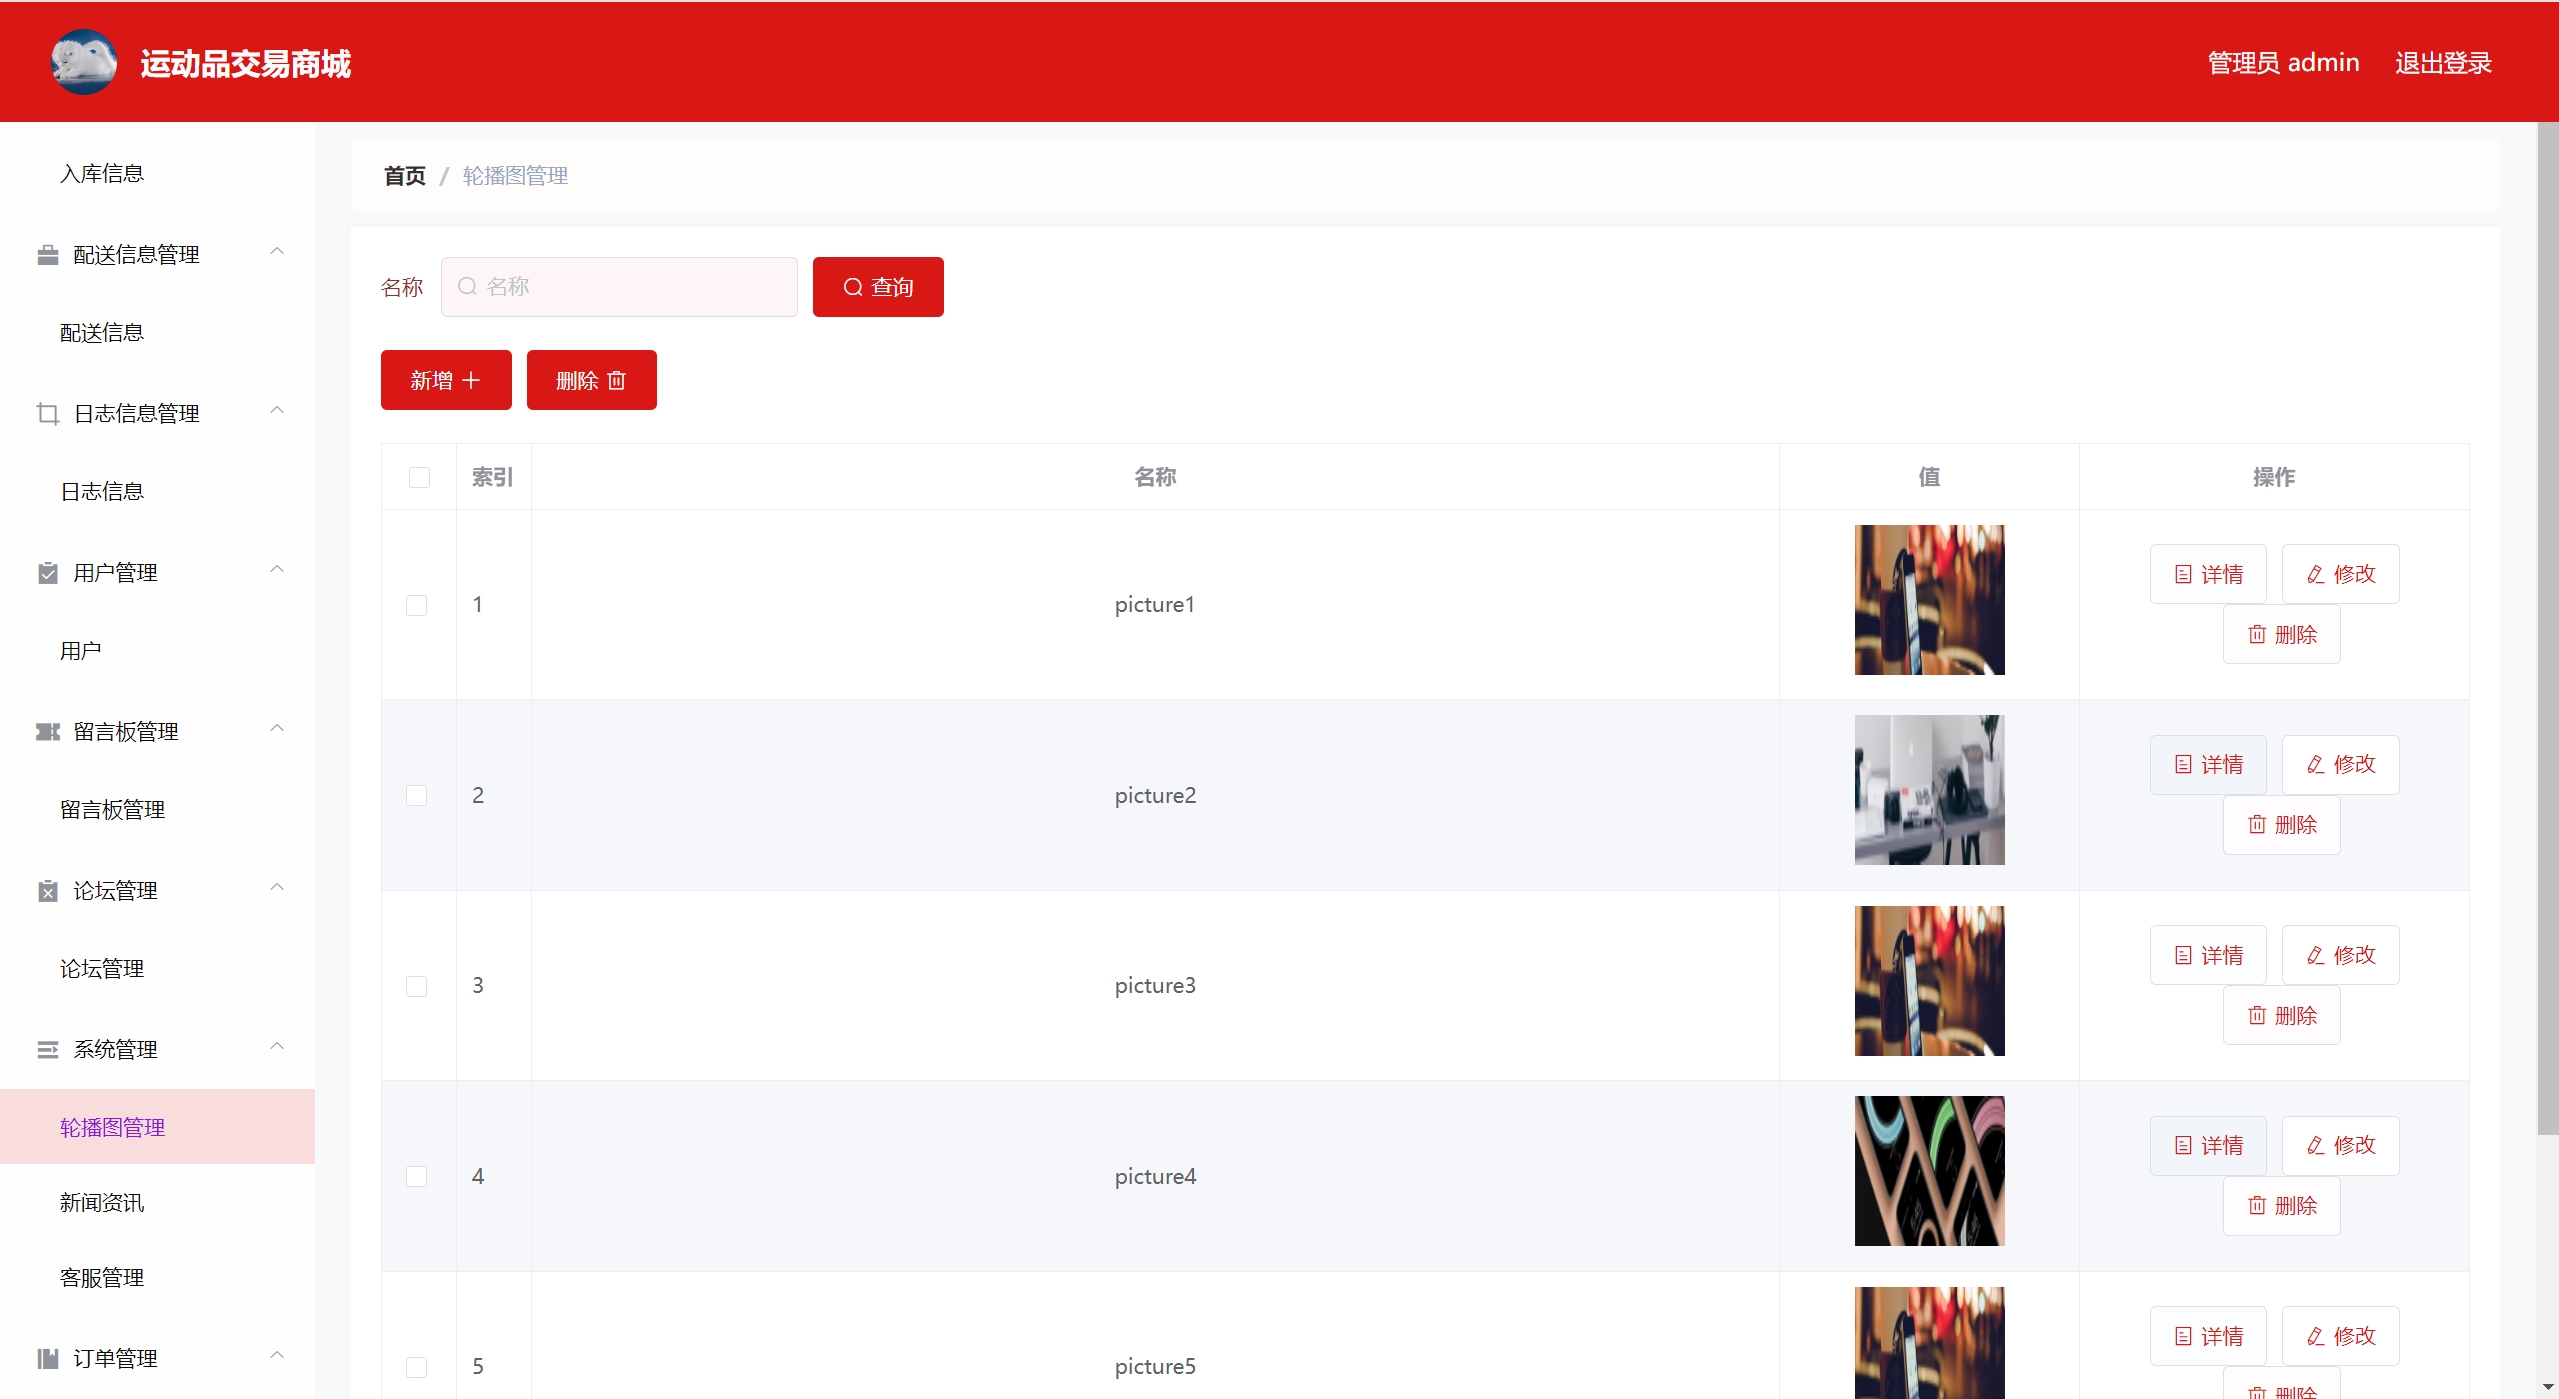 运动品交易商城
管理员 admin 退出登录
入库信息
配送信息管理
配送信息
日志信息管理
日志信息
用户管理
用户
留言板管理
留言板管理
论坛管理
论坛管理
系统管理
轮播图管理
新闻资讯
客服管理
订单管理
首页 / 轮播图管理
名称 名称 查询
新增 删除
索引 名称 值 操作
1 picture1 详情 修改
删除
2 picture2 详情 修改
删除
3 picture3 详情 修改
删除
4 picture4 详情 修改
删除
5 picture5 详情 修改
删除